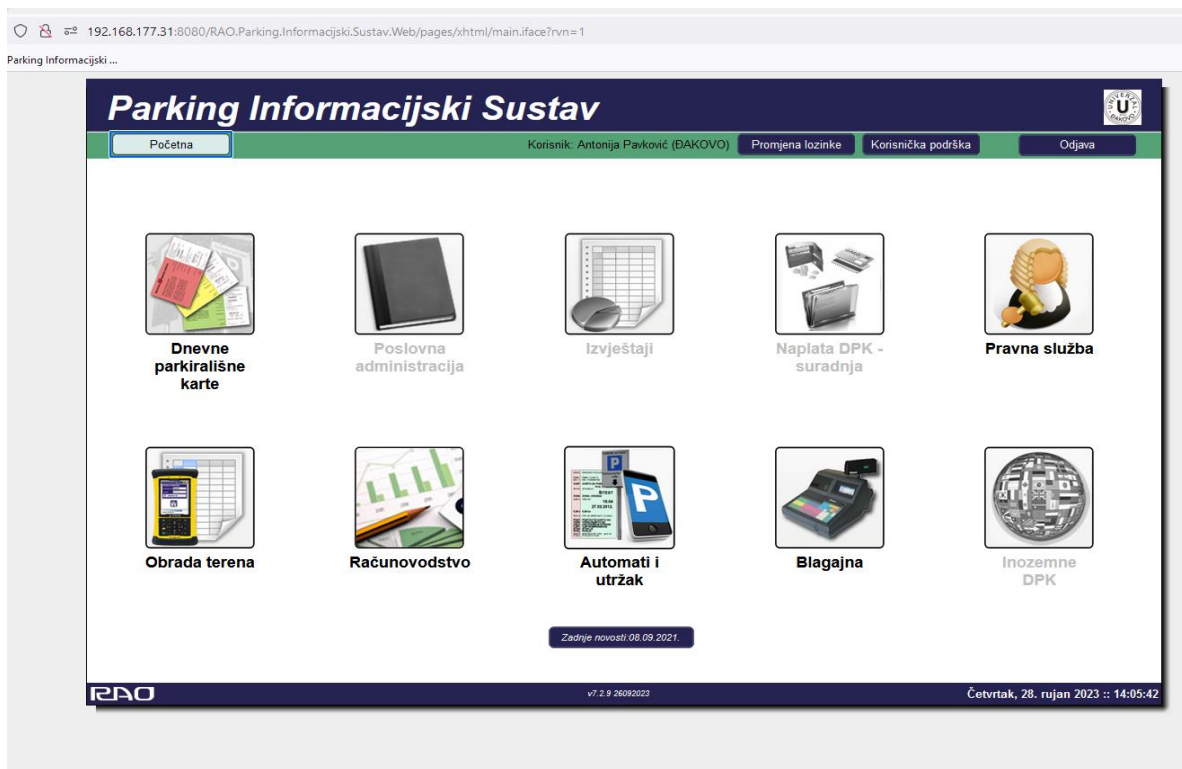 192.168.177.31:8080/RAO.Parking.Informacijski.Sustav.Web/pages/xhtml/main.iface?rvn=1
Parking Informacijski ...
Parking Informacijski Sustav
Početna
Korisnik: Antonija Pavković (ĐAKOVO)
Promjena lozinke
Korisnička podrška
Odjava
Dnevne
parkirališne
karte
Poslovna
administracija
Izvještaji
Naplata DPK -
suradnja
Pravna služba
Obrada terena
Računovodstvo
Automati i
utržak
Blagajna
Inozemne
DPK
Zadnje novosti:08.09.2021.
RAO
v7.2.9 26092023
Četvrtak, 28. rujan 2023 :: 14:05:42